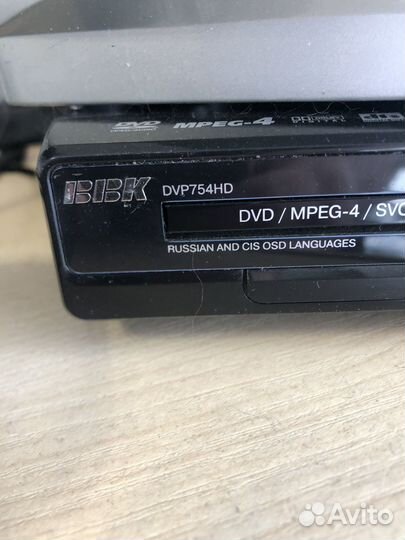 DVD
MPEG-4
BBK DVP754HD
DVD / MPEG-4 / SVC
RUSSIAN AND CIS OSD LANGUAGES
Avito